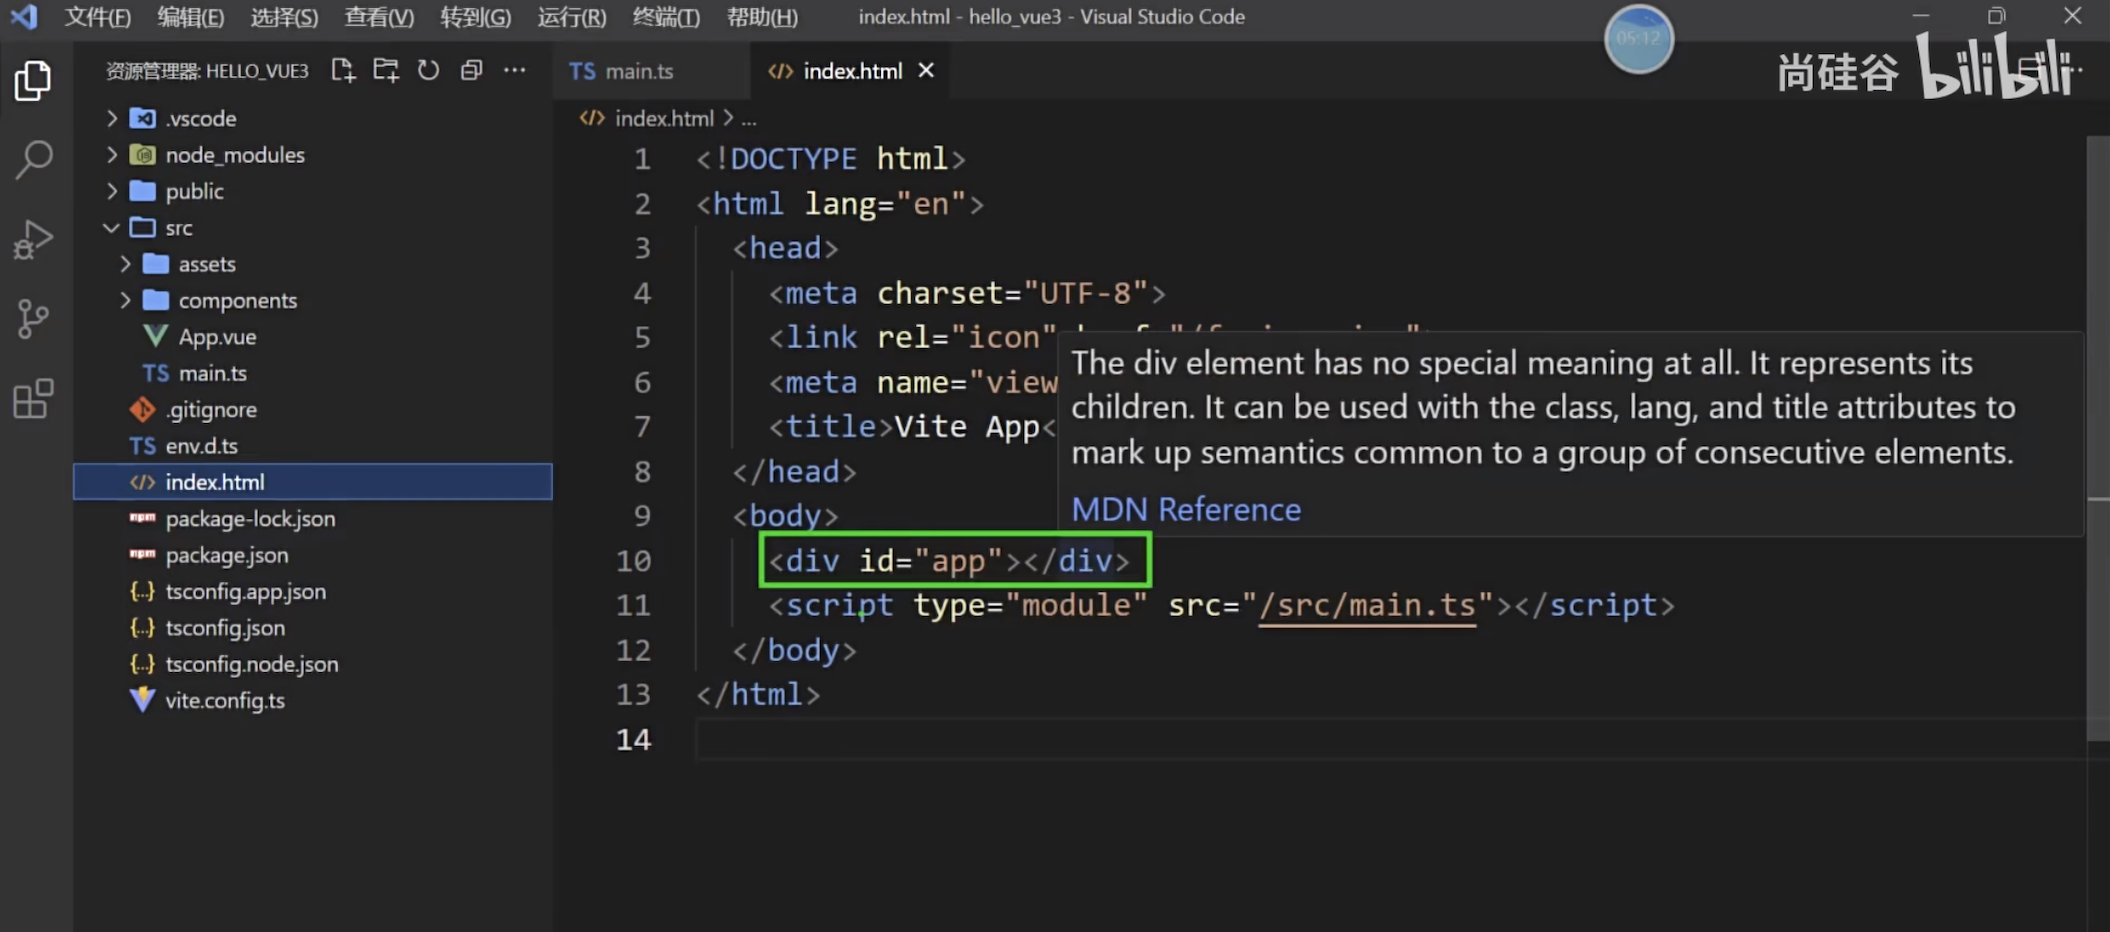 文件(F) 编辑(E) 选择(S) 查看(V) 转到(G) 运行(R) 终端(T) 帮助(H) index.html - hello_vue3 - Visual Studio Code
05:12
尚硅谷 bilibili
资源管理器: HELLO_VUE3
.vscode
node_modules
public
src
assets
components
App.vue
TS main.ts
.gitignore
TS env.d.ts
index.html
npm package-lock.json
npm package.json
{..} tsconfig.app.json
{..} tsconfig.json
{..} tsconfig.node.json
vite.config.ts
TS main.ts
</> index.html
</> index.html > ...
1 <!DOCTYPE html>
2 <html lang="en">
3 <head>
4 <meta charset="UTF-8">
5 <link rel="icon"
6 <meta name="view
7 <title>Vite App<
8 </head>
9 <body>
10 <div id="app"></div>
11 <script type="module" src="/src/main.ts"></script>
12 </body>
13 </html>
14
The div element has no special meaning at all. It represents its
children. It can be used with the class, lang, and title attributes to
mark up semantics common to a group of consecutive elements.
MDN Reference